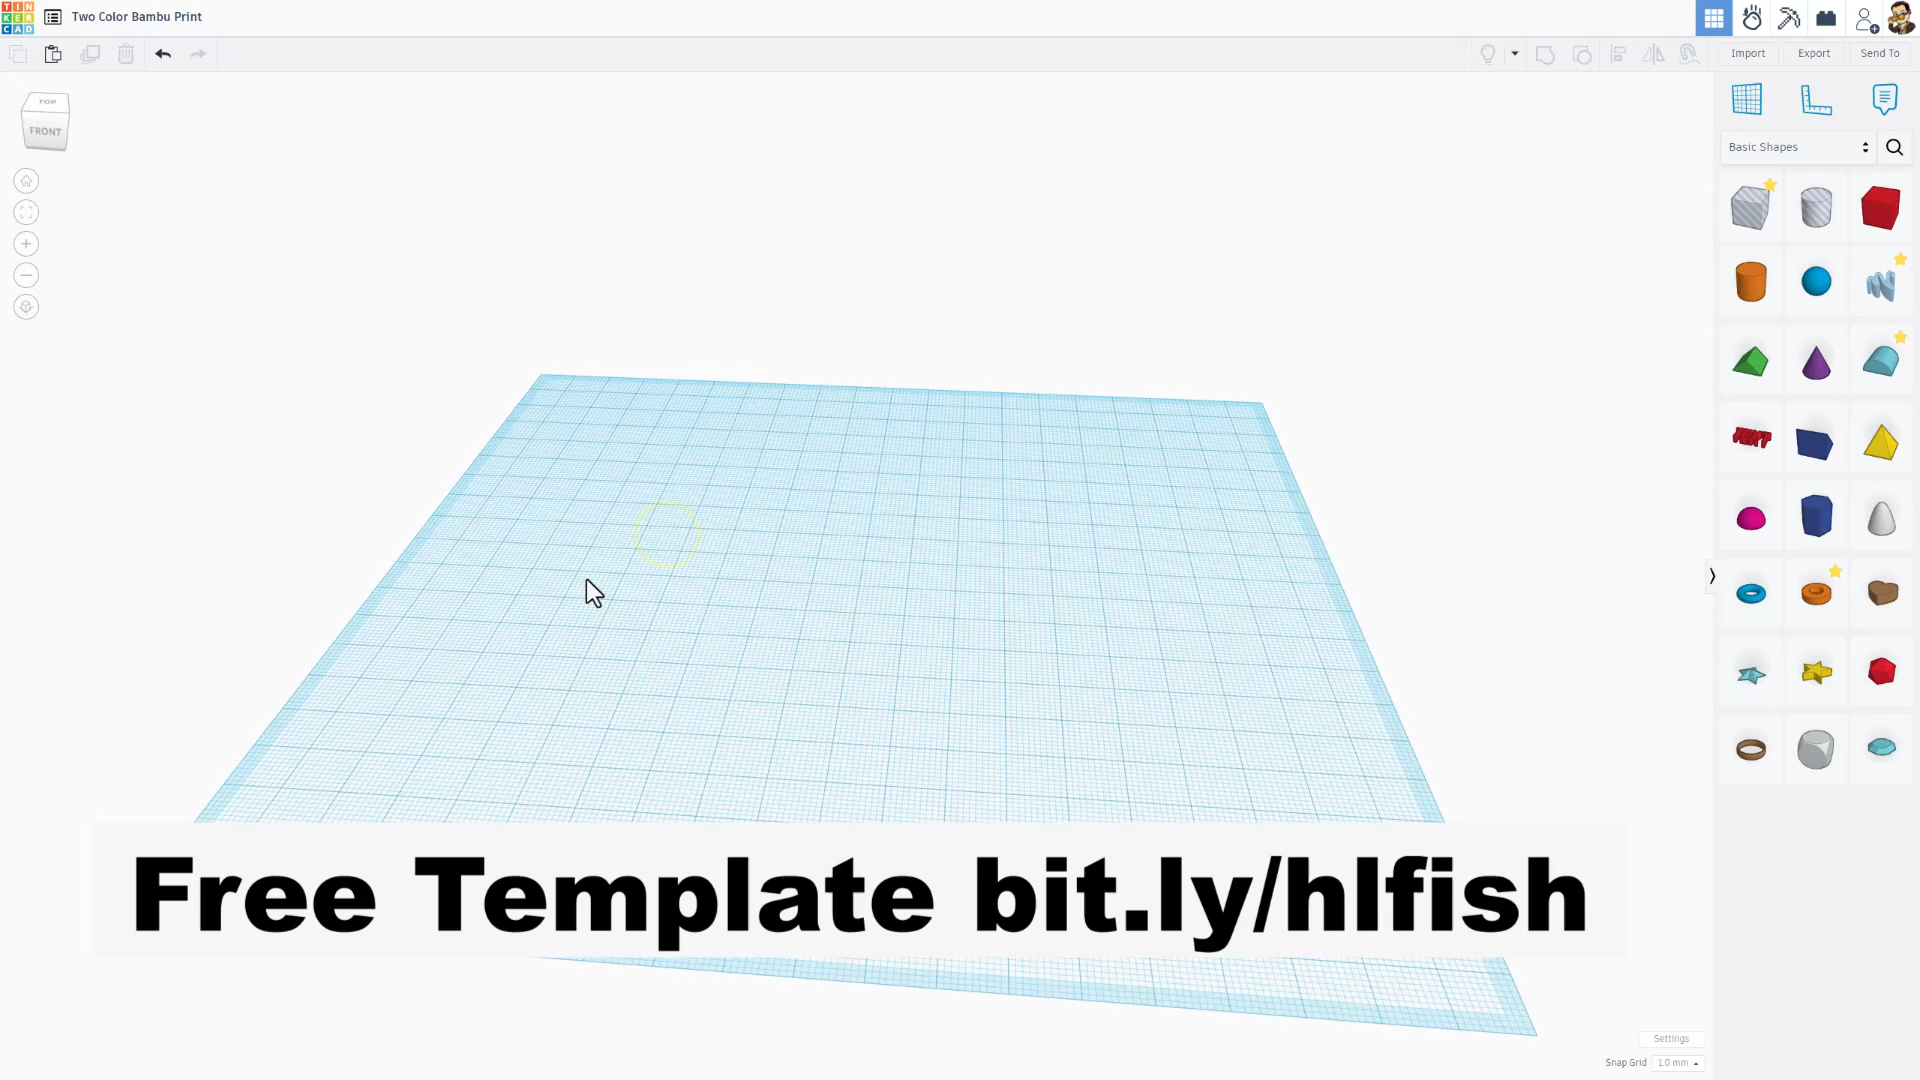 TIN
KER
CAD
Two Color Bambu Print
Import
Export
Send To
TOP
FRONT
Basic Shapes
TEXT
Free Template bit.ly/hlfish
Settings
Snap Grid 1.0 mm